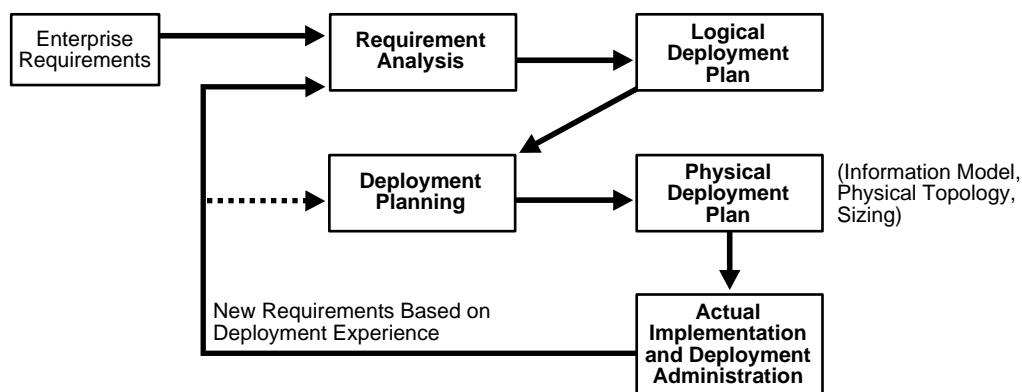 Enterprise
Requirements
Requirement
Analysis
Logical
Deployment
Plan
Deployment
Planning
Physical
Deployment
Plan
(Information Model,
Physical Topology,
Sizing)
New Requirements Based on
Deployment Experience
Actual
Implementation
and Deployment
Administration